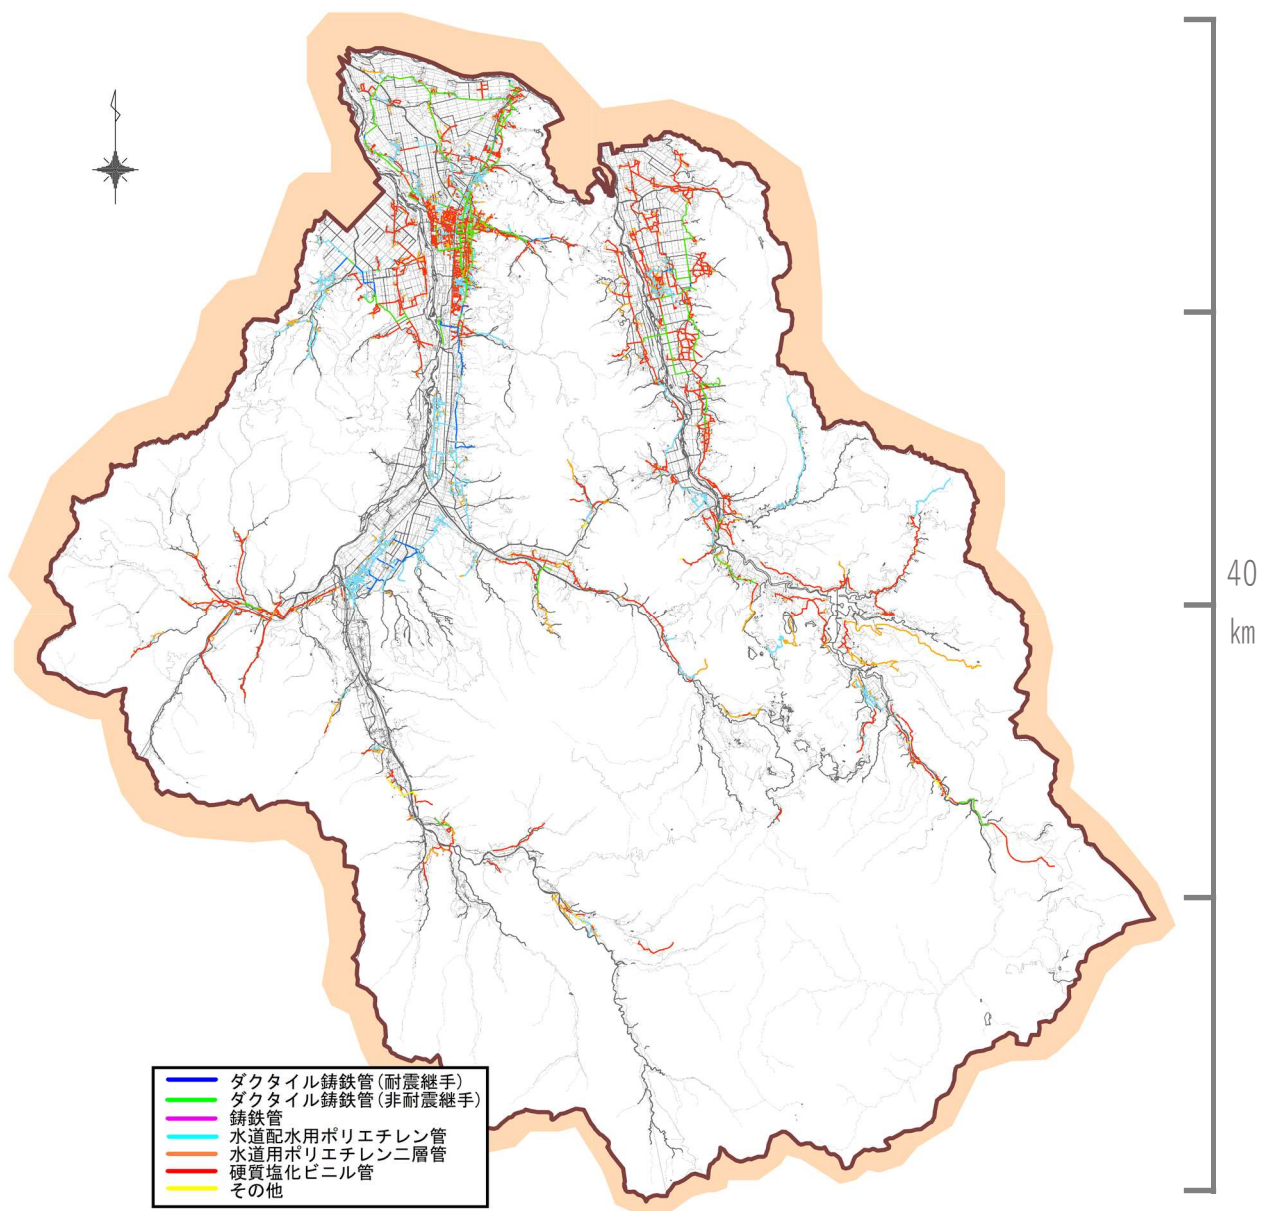 40
km
ダクタイル鋳鉄管(耐震継手)
ダクタイル鋳鉄管(非耐震継手)
鋳鉄管
水道配水用ポリエチレン管
水道用ポリエチレン二層管
硬質塩化ビニル管
その他